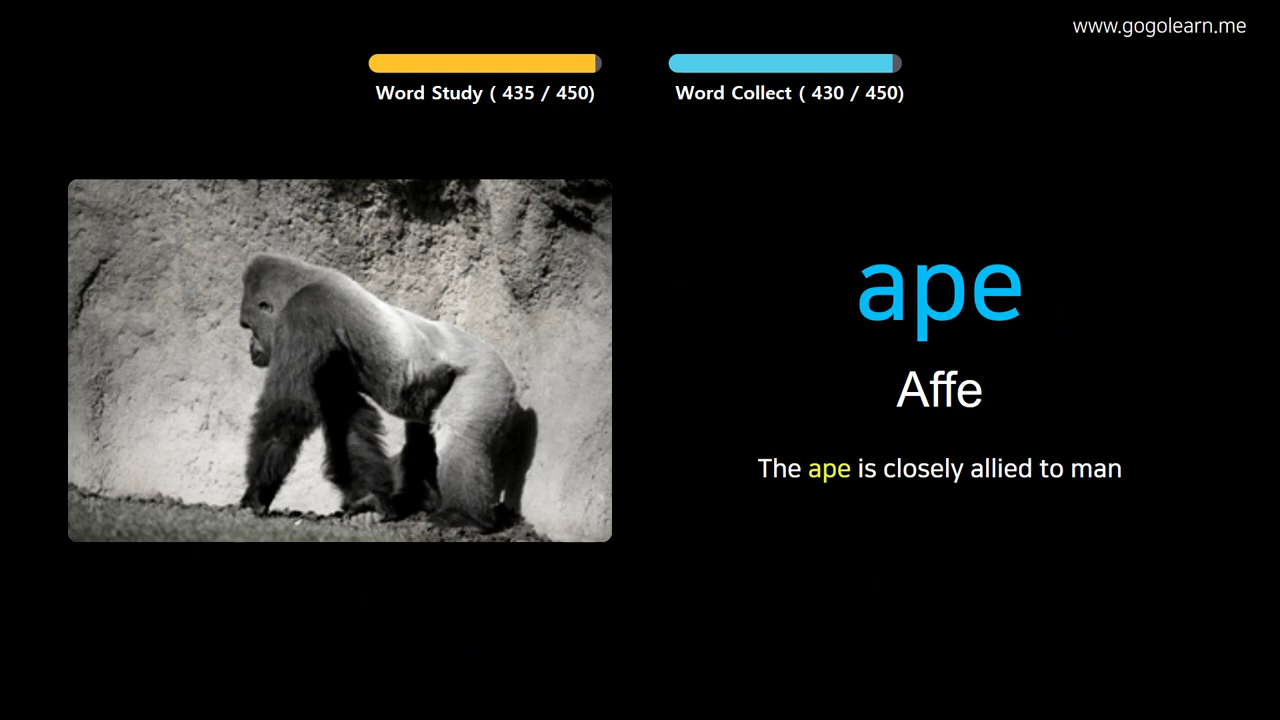 www.gogolearn.me
Word Study ( 435 / 450)
Word Collect ( 430 / 450)
ape
Affe
The ape is closely allied to man